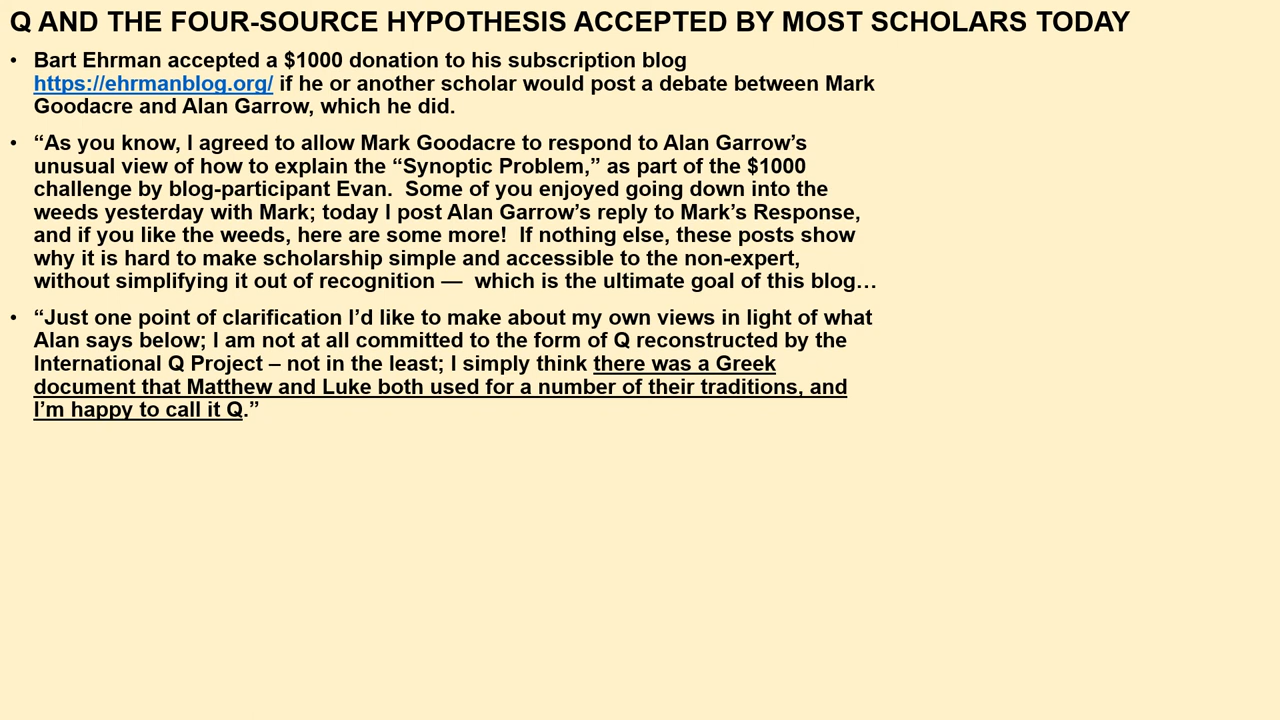 Q AND THE FOUR-SOURCE HYPOTHESIS ACCEPTED BY MOST SCHOLARS TODAY
• Bart Ehrman accepted a $1000 donation to his subscription blog
https://ehrmanblog.org/ if he or another scholar would post a debate between Mark
Goodacre and Alan Garrow, which he did.
• “As you know, I agreed to allow Mark Goodacre to respond to Alan Garrow’s
unusual view of how to explain the “Synoptic Problem,” as part of the $1000
challenge by blog-participant Evan.  Some of you enjoyed going down into the
weeds yesterday with Mark; today I post Alan Garrow’s reply to Mark’s Response,
and if you like the weeds, here are some more!  If nothing else, these posts show
why it is hard to make scholarship simple and accessible to the non-expert,
without simplifying it out of recognition —  which is the ultimate goal of this blog…
• “Just one point of clarification I’d like to make about my own views in light of what
Alan says below; I am not at all committed to the form of Q reconstructed by the
International Q Project – not in the least; I simply think there was a Greek
document that Matthew and Luke both used for a number of their traditions, and
I’m happy to call it Q.”